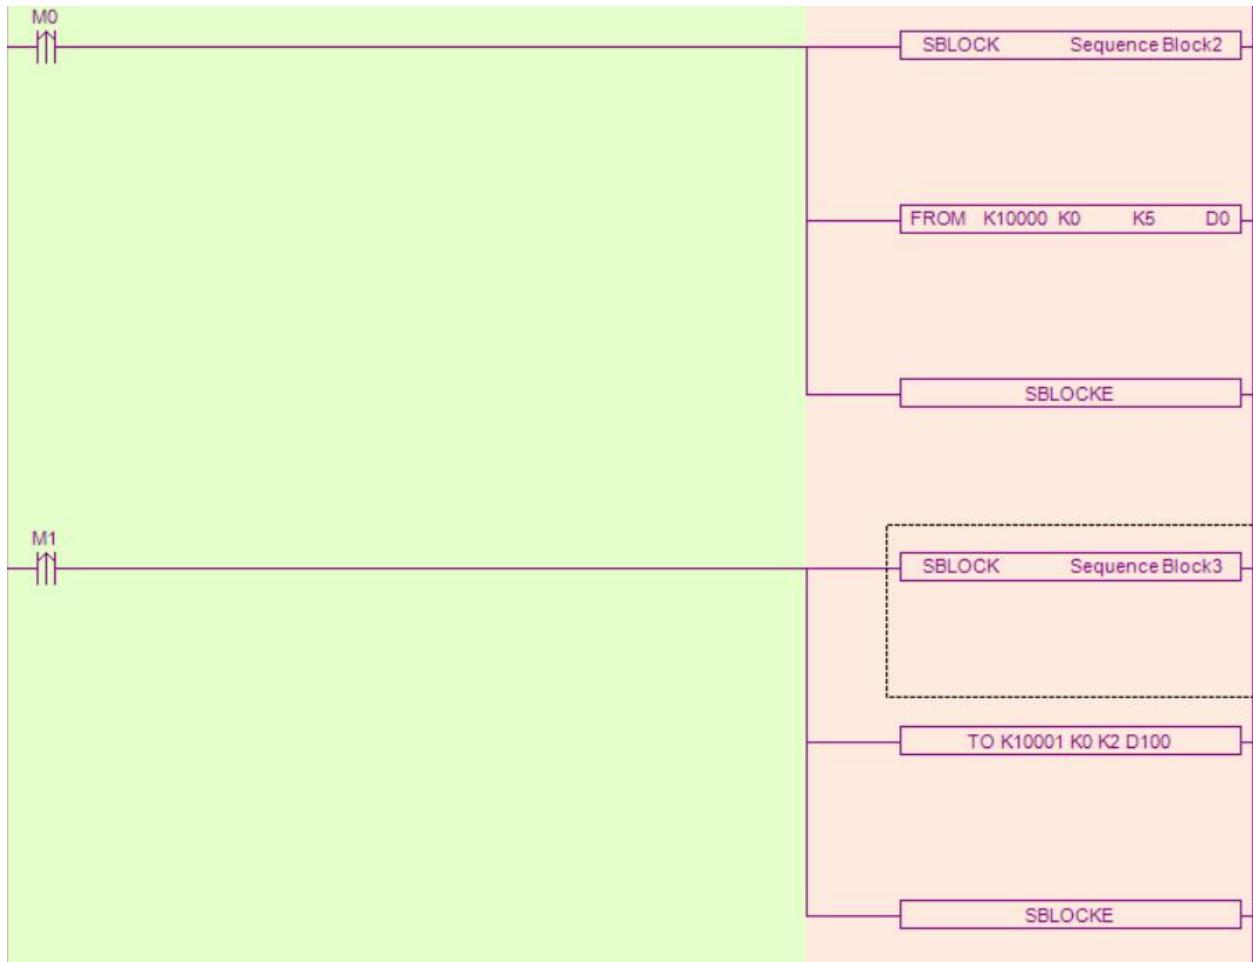 M0
SBLOCK Sequence Block2
FROM K10000 K0 K5 D0
SBLOCKE
M1
SBLOCK Sequence Block3
TO K10001 K0 K2 D100
SBLOCKE